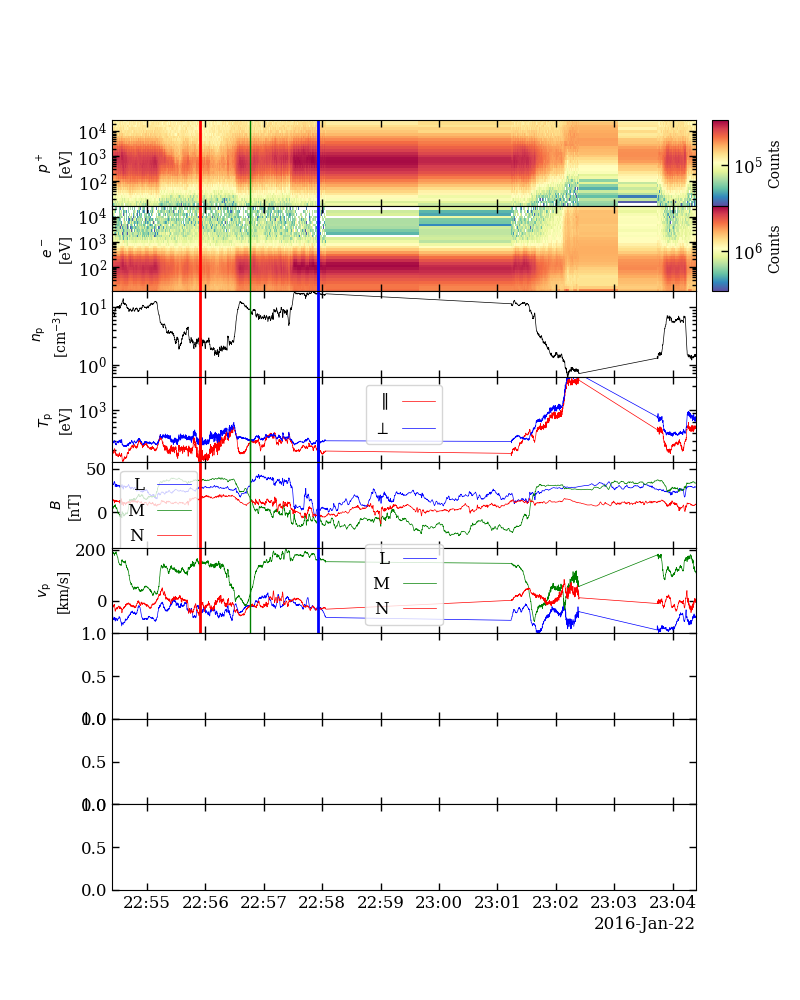 10⁴
10³
10²
p⁺
[eV]
10⁵
Counts
10⁴
10³
10²
e⁻
[eV]
10⁶
Counts
10¹
10⁰
nₚ
[cm⁻³]
10³
Tₚ
[eV]
∥
⊥
50
0
B
[nT]
L
M
N
200
0
vₚ
[km/s]
L
M
N
1.0
0.5
0.0
1.0
0.5
0.0
1.0
0.5
0.0
22:55 22:56 22:57 22:58 22:59 23:00 23:01 23:02 23:03 23:04
2016-Jan-22